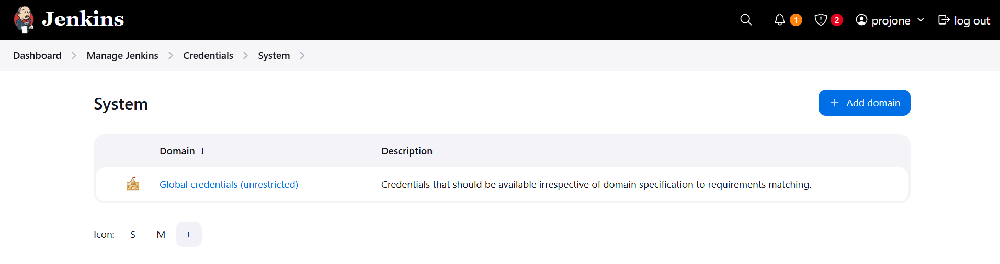 Jenkins 1 2 projone log out
Dashboard Manage Jenkins Credentials System
System + Add domain
Domain ↓ Description
Global credentials (unrestricted) Credentials that should be available irrespective of domain specification to requirements matching.
Icon: S M L